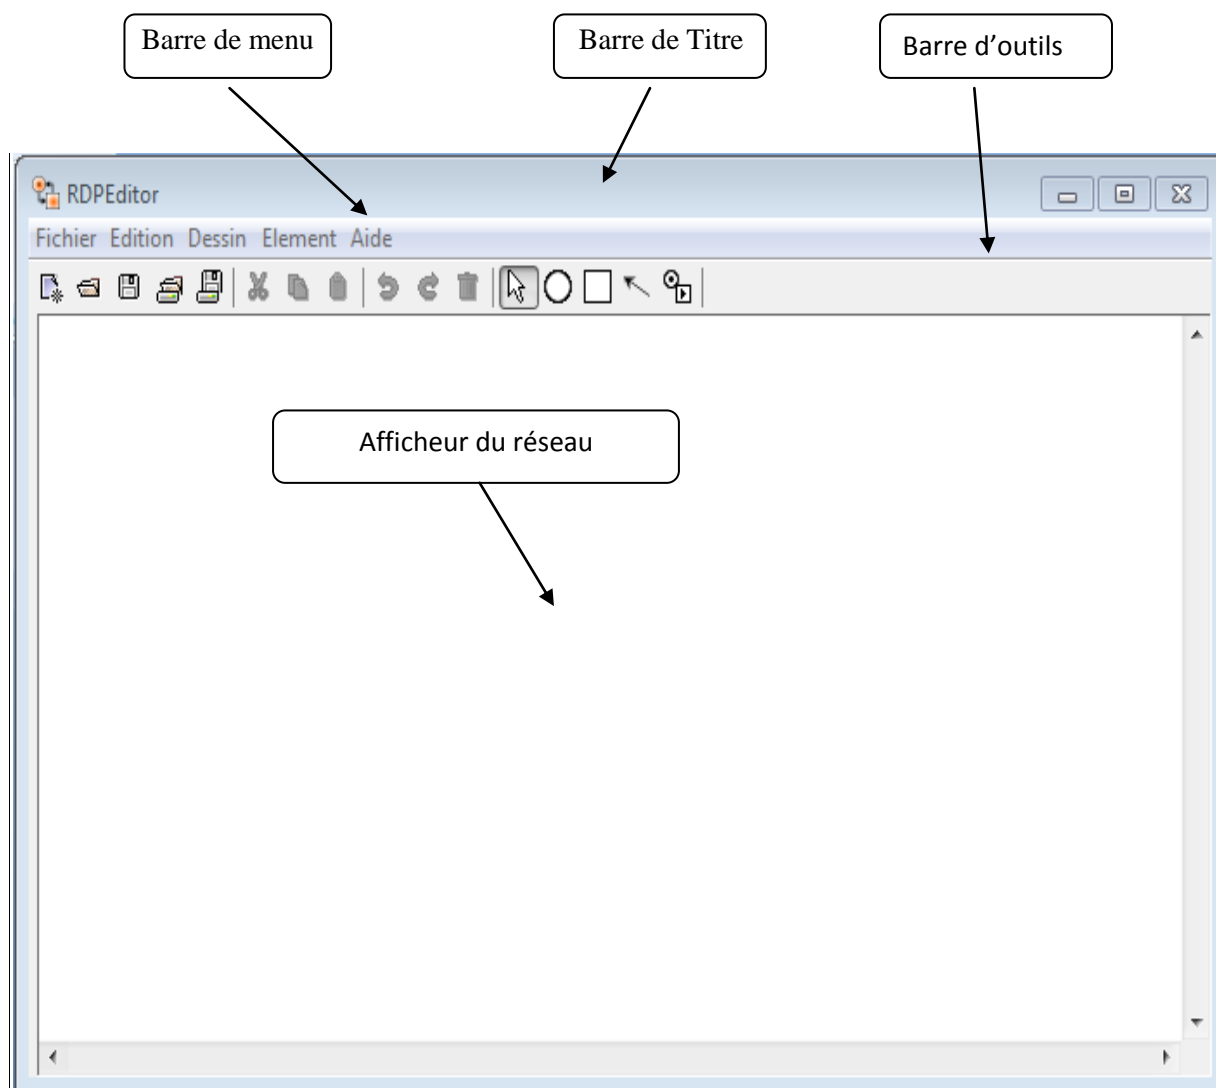 Barre de menu
Barre de Titre
Barre d’outils
RDPEditor
Fichier Edition Dessin Element Aide
Afficheur du réseau